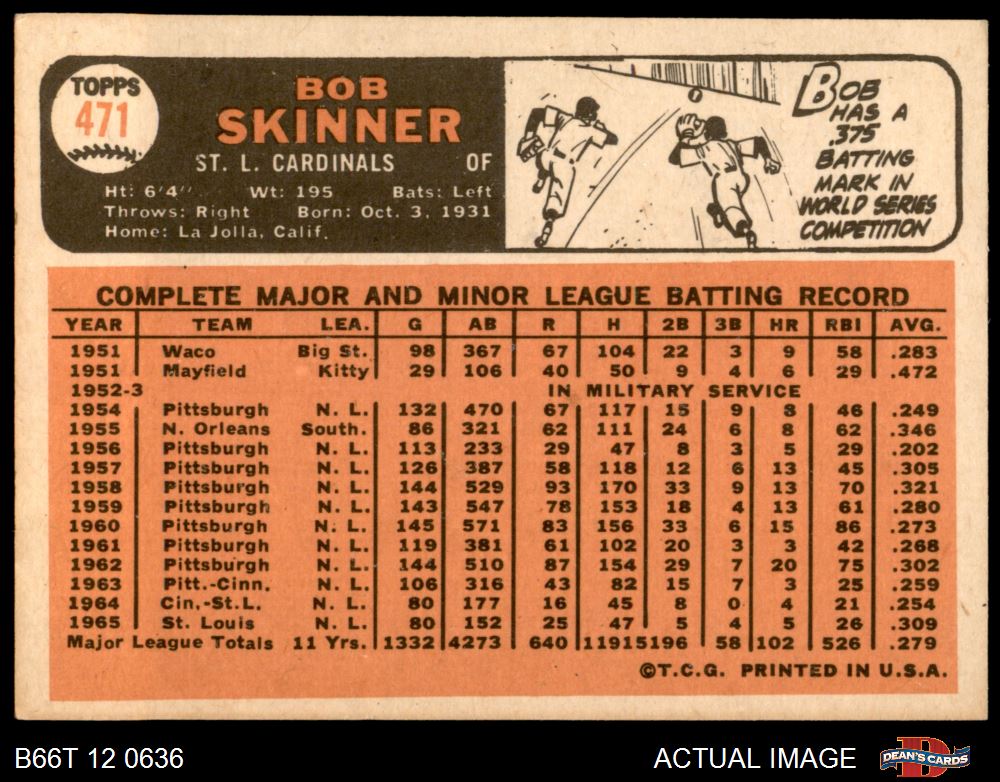 TOPPS
471
BOB
SKINNER
ST. L. CARDINALS OF
Ht: 6'4" Wt: 195 Bats: Left
Throws: Right Born: Oct. 3, 1931
Home: La Jolla, Calif.
BOB
HAS A
.375
BATTING
MARK IN
WORLD SERIES
COMPETITION
COMPLETE MAJOR AND MINOR LEAGUE BATTING RECORD
YEAR TEAM LEA. G AB R H 2B 3B HR RBI AVG.
1951 Waco Big St. 98 367 67 104 22 3 9 58 .283
1951 Mayfield Kitty 29 106 40 50 9 4 6 29 .472
1952-3 IN MILITARY SERVICE
1954 Pittsburgh N. L. 132 470 67 117 15 9 8 46 .249
1955 N. Orleans South. 86 321 62 111 24 6 8 62 .346
1956 Pittsburgh N. L. 113 233 29 47 8 3 5 29 .202
1957 Pittsburgh N. L. 126 387 58 118 12 6 13 45 .305
1958 Pittsburgh N. L. 144 529 93 170 33 9 13 70 .321
1959 Pittsburgh N. L. 143 547 78 153 18 4 13 61 .280
1960 Pittsburgh N. L. 145 571 83 156 33 6 15 86 .273
1961 Pittsburgh N. L. 119 381 61 102 20 3 3 42 .268
1962 Pittsburgh N. L. 144 510 87 154 29 7 20 75 .302
1963 Pitt.-Cinn. N. L. 106 316 43 82 15 7 3 25 .259
1964 Cin.-St.L. N. L. 80 177 16 45 8 0 4 21 .254
1965 St. Louis N. L. 80 152 25 47 5 4 5 26 .309
Major League Totals 11 Yrs. 1332 4273 640 1191 5196 58 102 526 .279
©T.C.G. PRINTED IN U.S.A.
B66T 12 0636 ACTUAL IMAGE DEAN'S CARDS